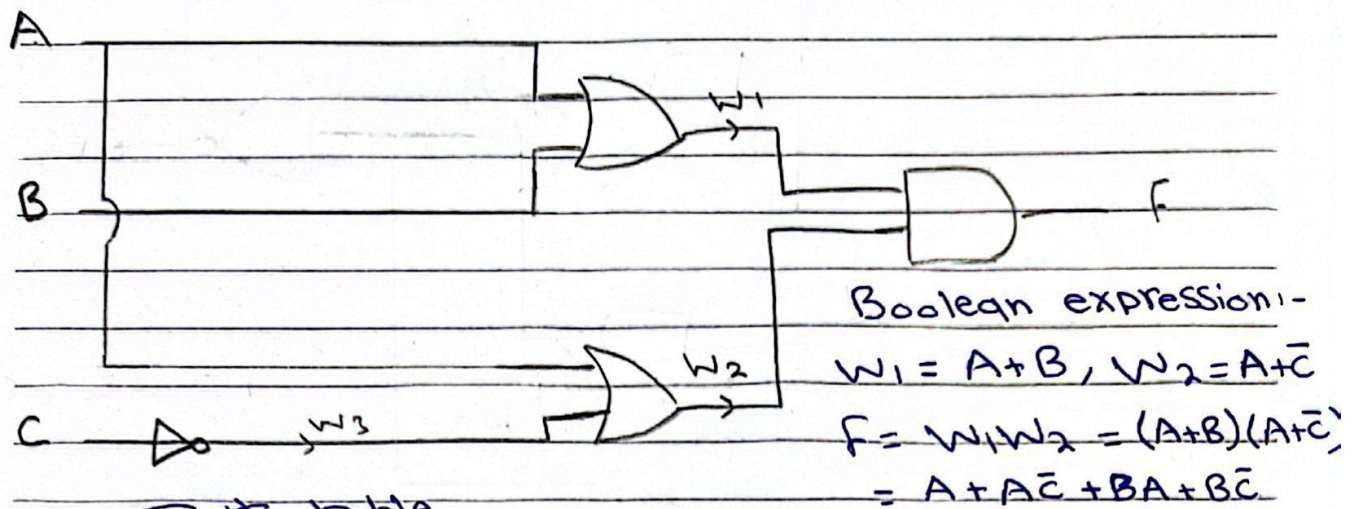 A
W1
B
F
Boolean expression:-
W2
W1 = A+B, W2 = A+C̄
C
W3
F = W1W2 = (A+B)(A+C̄)
= A + AC̄ + BA + BC̄